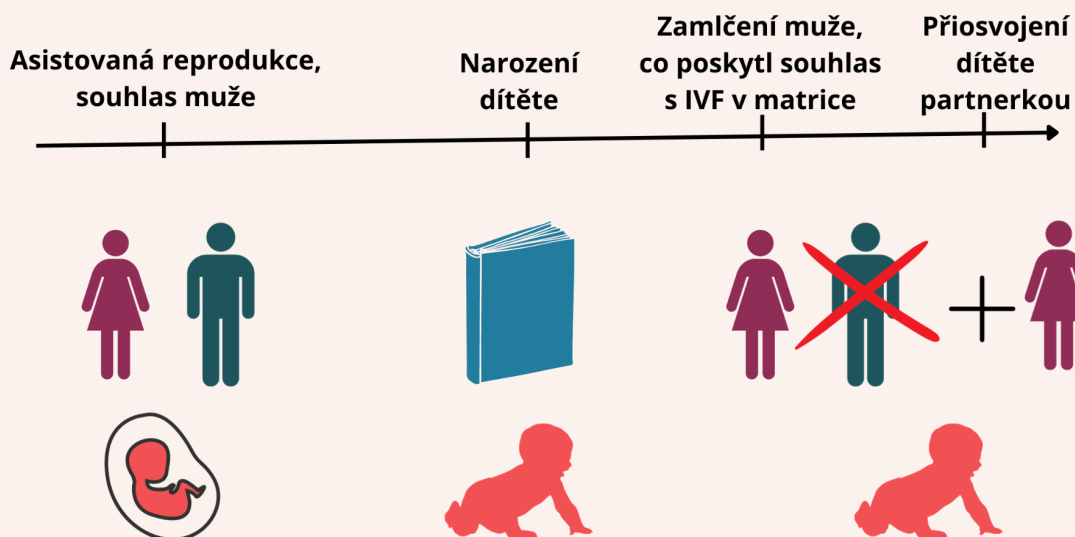 Asistovaná reprodukce,
souhlas muže
Narození
dítěte
Zamlčení muže,
co poskytl souhlas
s IVF v matrice
Přiosvojení
dítěte
partnerkou